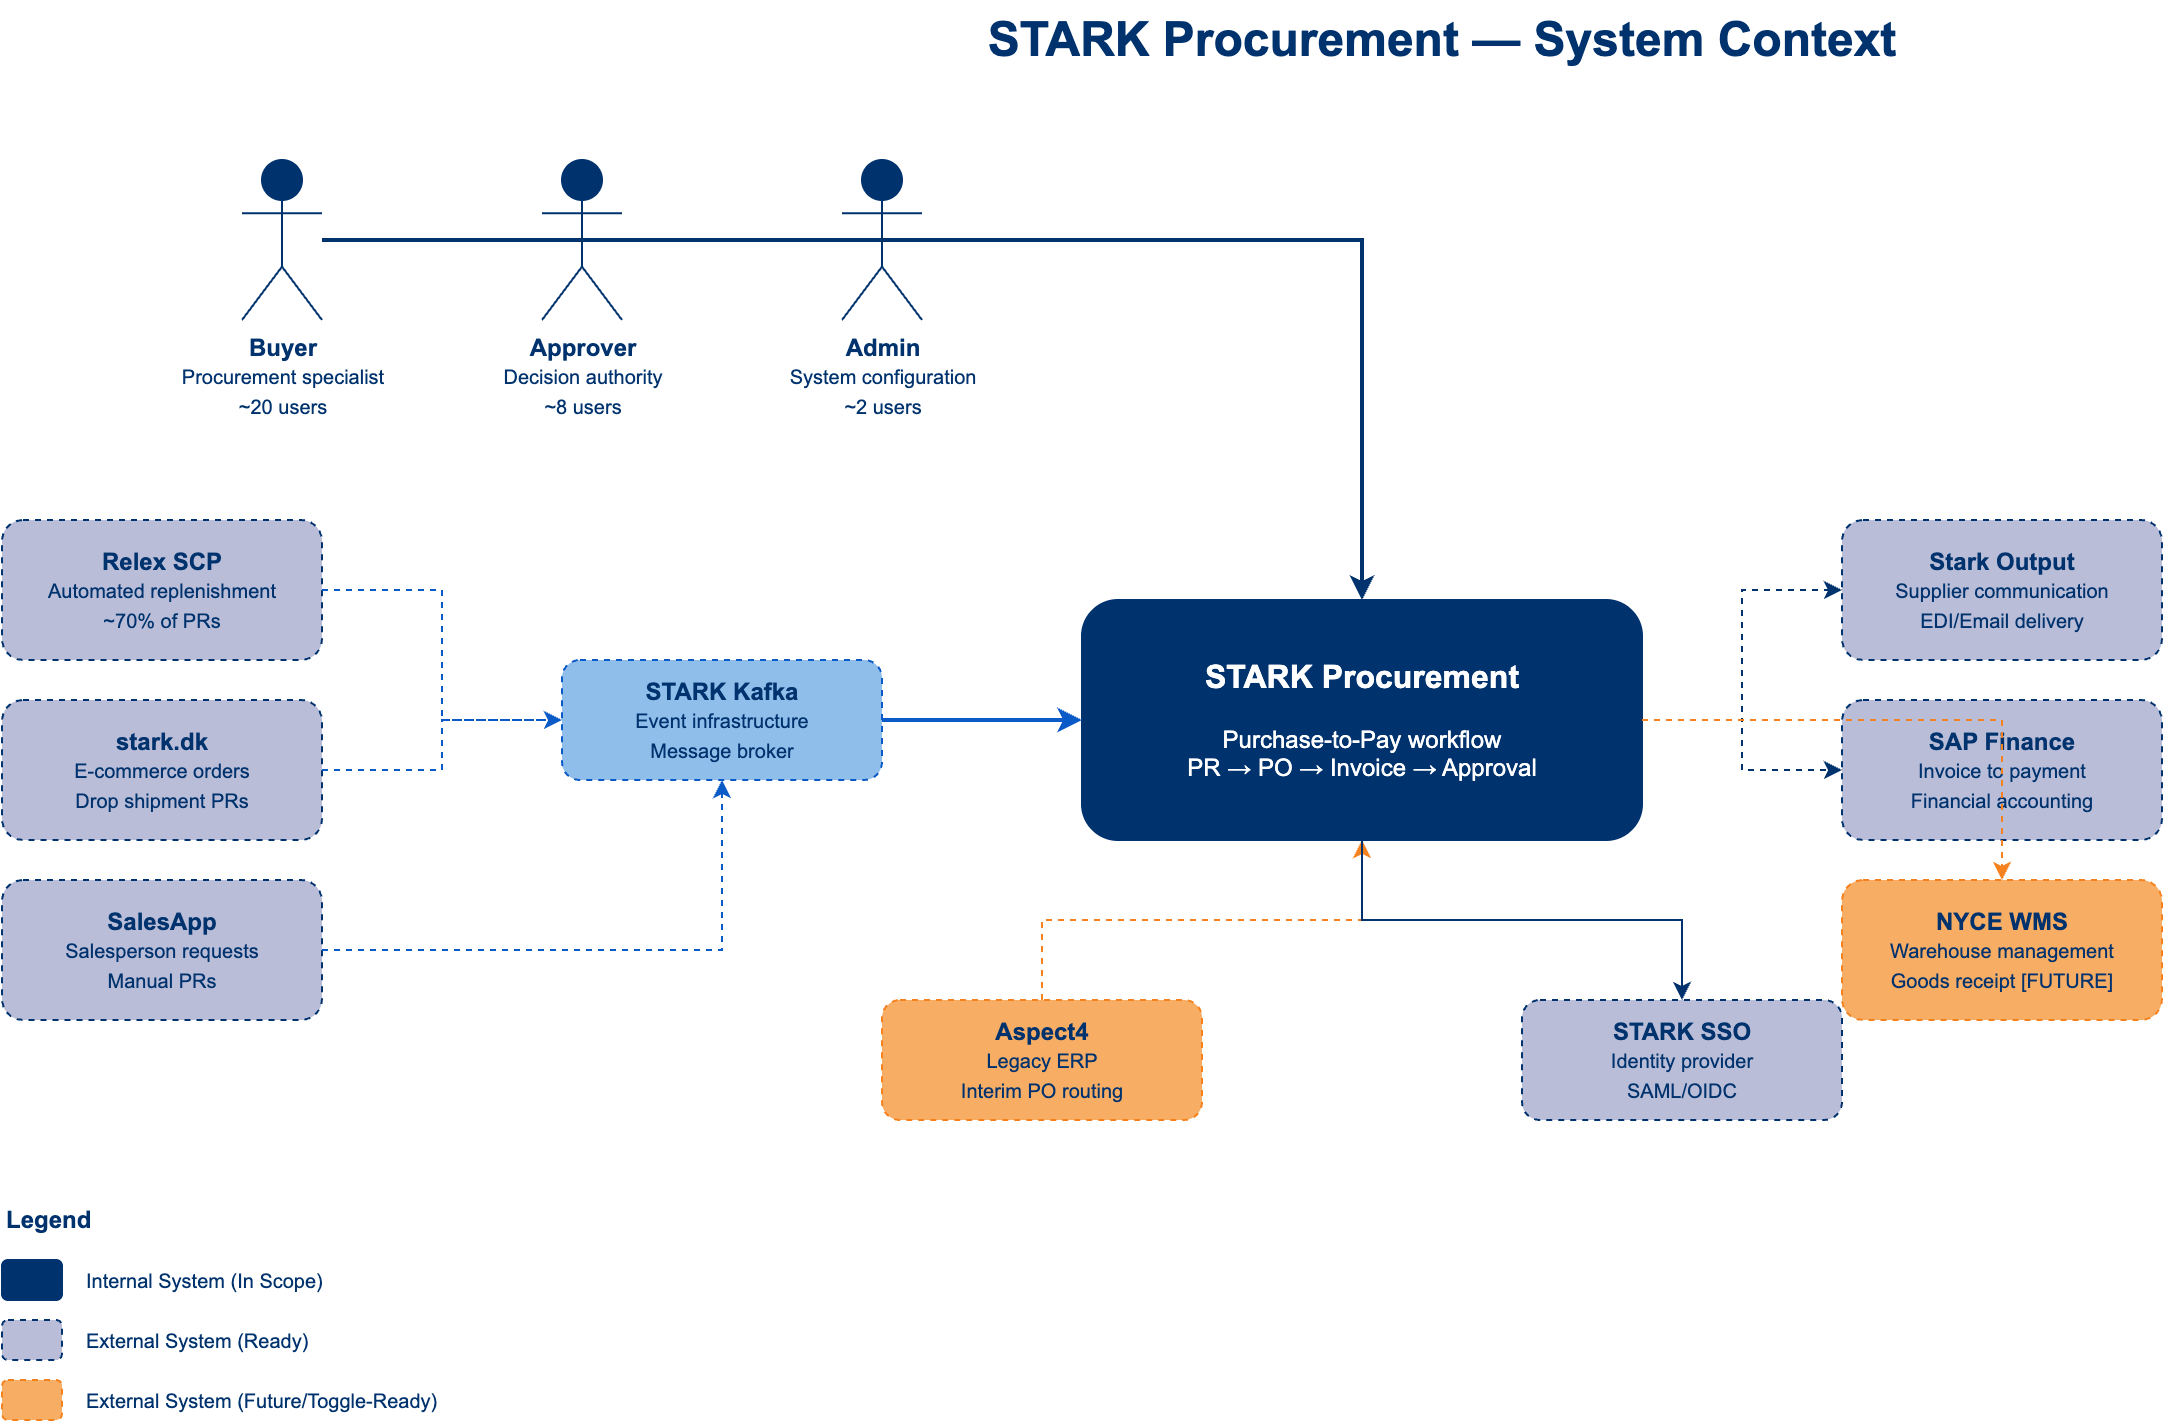 STARK Procurement — System Context
Buyer
Procurement specialist
~20 users
Approver
Decision authority
~8 users
Admin
System configuration
~2 users
Relex SCP
Automated replenishment
~70% of PRs
stark.dk
E-commerce orders
Drop shipment PRs
SalesApp
Salesperson requests
Manual PRs
STARK Kafka
Event infrastructure
Message broker
STARK Procurement
Purchase-to-Pay workflow
PR → PO → Invoice → Approval
Stark Output
Supplier communication
EDI/Email delivery
SAP Finance
Invoice to payment
Financial accounting
NYCE WMS
Warehouse management
Goods receipt [FUTURE]
Aspect4
Legacy ERP
Interim PO routing
STARK SSO
Identity provider
SAML/OIDC
Legend
Internal System (In Scope)
External System (Ready)
External System (Future/Toggle-Ready)